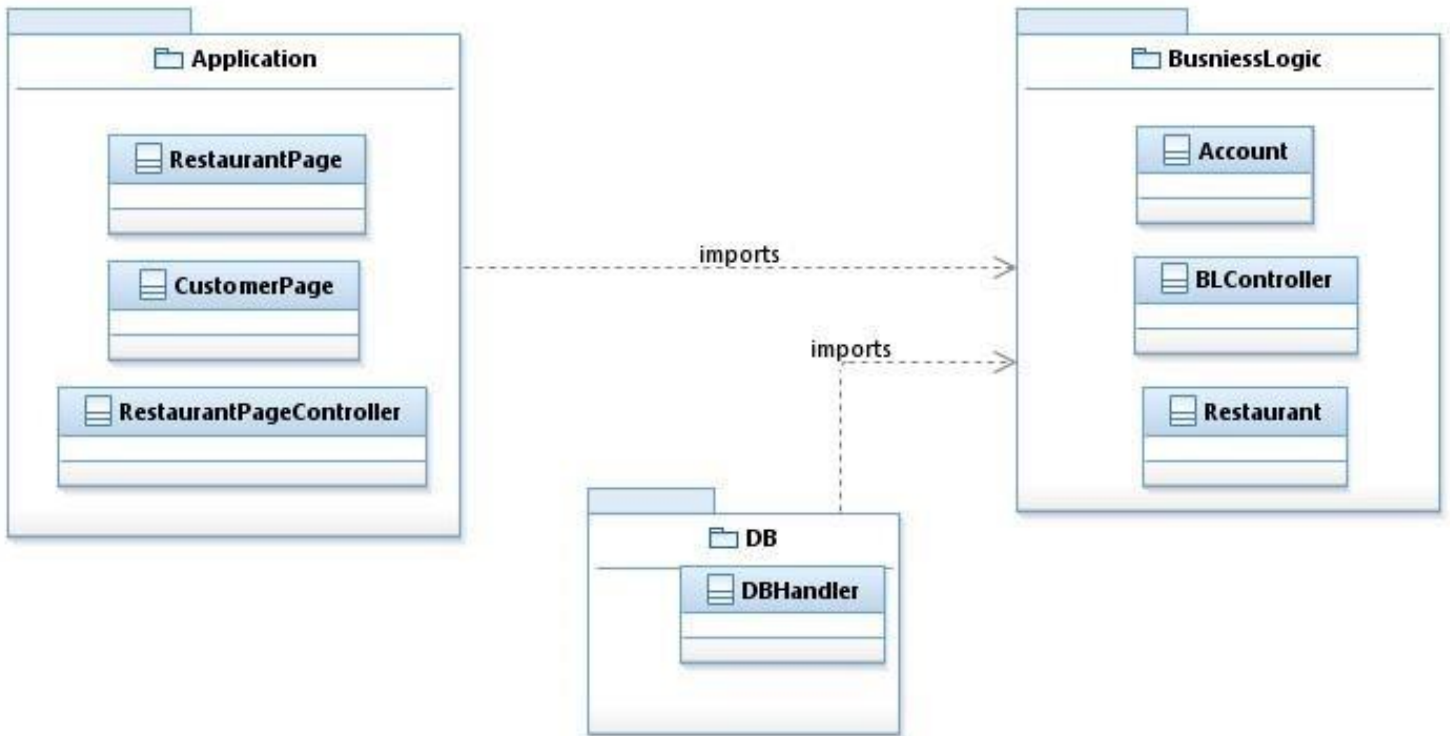 Application
RestaurantPage
CustomerPage
RestaurantPageController
imports
imports
BusniessLogic
Account
BLController
Restaurant
DB
DBHandler